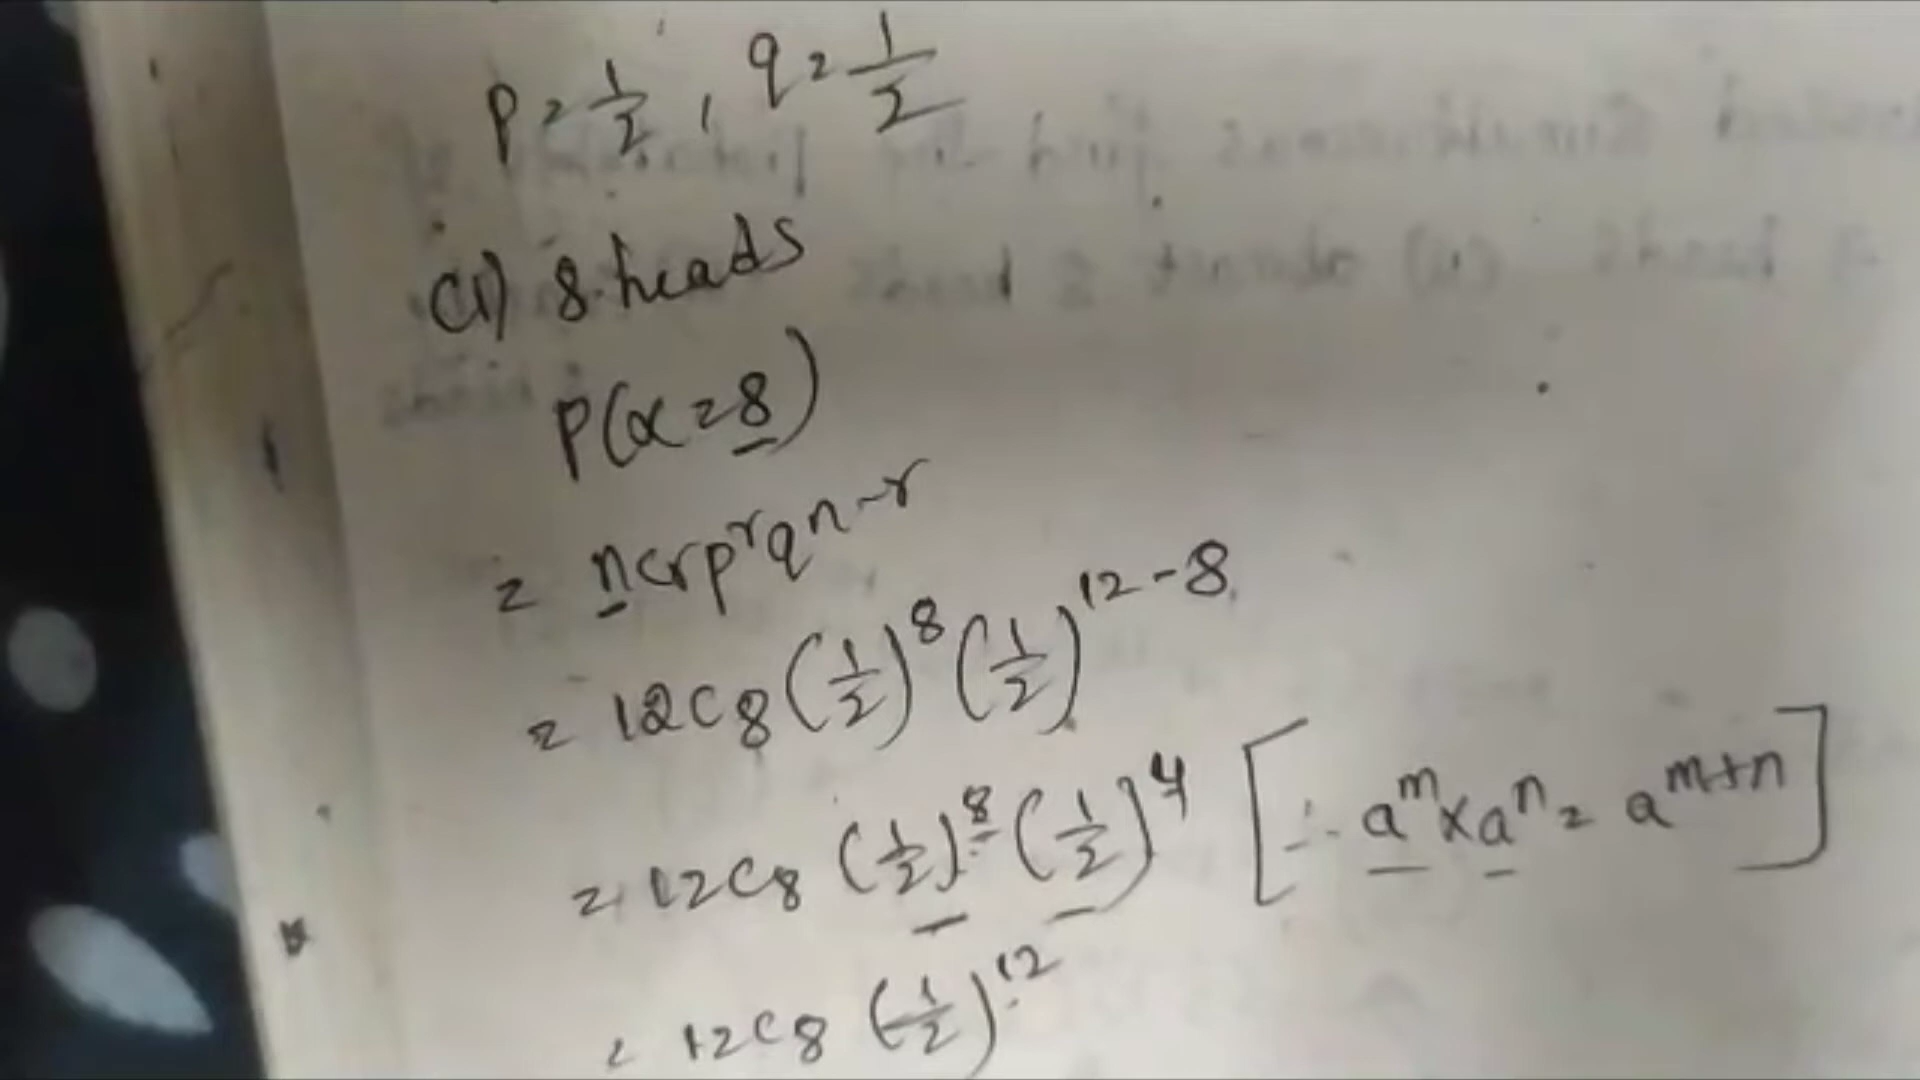 P = 1/2, q = 1/2
(i) 8 heads
P(x = 8)
= ncr p^r q^n-r
= 12c8 (1/2)^8 (1/2)^12-8
= 12c8 (1/2)^8 (1/2)^4 [∵ a^m x a^n = a^m+n]
= 12c8 (1/2)^12